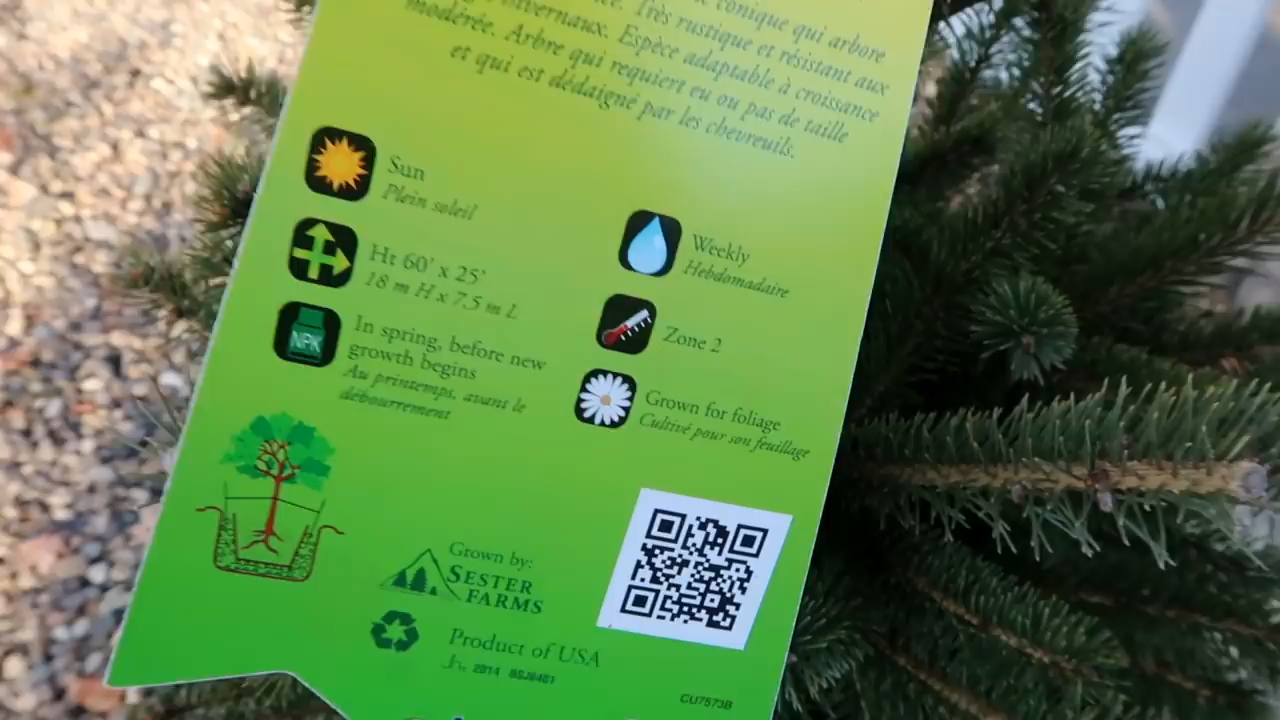 conique qui arbore
hivernaux. Très rustique et résistant aux
modérée. Espèce adaptable à croissance
Arbre qui requiert eu ou pas de taille
et qui est dédaigné par les chevreuils.
Sun
Plein soleil
Ht 60' x 25'
18 m H x 7.5 m L
NPK
In spring, before new
growth begins
Au printemps, avant le
débourrement
Weekly
Hebdomadaire
Zone 2
Grown for foliage
Cultivé pour son feuillage
Grown by:
SESTER
FARMS
Product of USA
2014
CU7573B